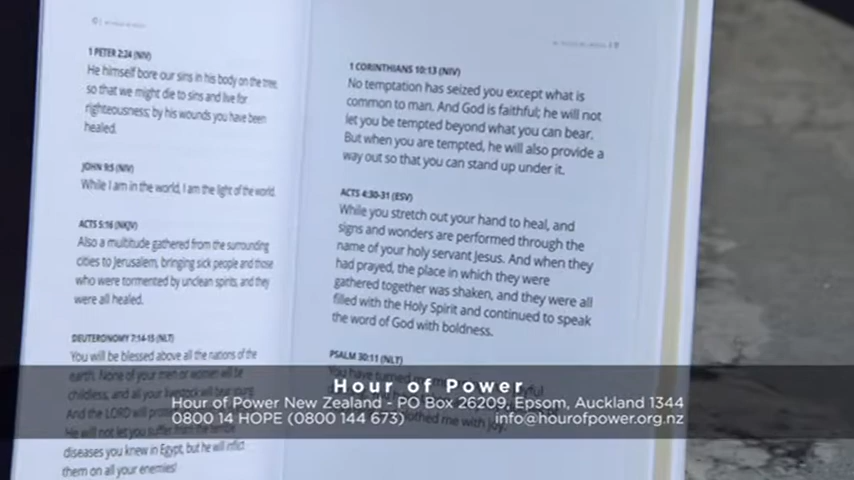 1 PETER 2:24 (NIV)
He himself bore our sins in his body on the tree,
so that we might die to sins and live for
righteousness; by his wounds you have been
healed.
JOHN 9:5 (NIV)
While I am in the world, I am the light of the world.
ACTS 5:16 (NKJV)
Also a multitude gathered from the surrounding
cities to Jerusalem, bringing sick people and those
who were tormented by unclean spirits, and they
were all healed.
DEUTERONOMY 7:14-15 (NLT)
You will be blessed above all the nations of the
earth. None of your men or women will be
childless, and all your livestock will bear young.
And the LORD will
He will not let you suffer from the terrible
diseases you knew in Egypt, but he will inflict
them on all your enemies!
1 CORINTHIANS 10:13 (NIV)
No temptation has seized you except what is
common to man. And God is faithful; he will not
let you be tempted beyond what you can bear.
But when you are tempted, he will also provide a
way out so that you can stand up under it.
ACTS 4:30-31 (ESV)
While you stretch out your hand to heal, and
signs and wonders are performed through the
name of your holy servant Jesus. And when they
had prayed, the place in which they were
gathered together was shaken, and they were all
filled with the Holy Spirit and continued to speak
the word of God with boldness.
PSALM 30:11 (NLT)
You have turned
clothed me with joy,
Hour of Power
Hour of Power New Zealand - PO Box 26209, Epsom, Auckland 1344
0800 14 HOPE (0800 144 673) info@hourofpower.org.nz